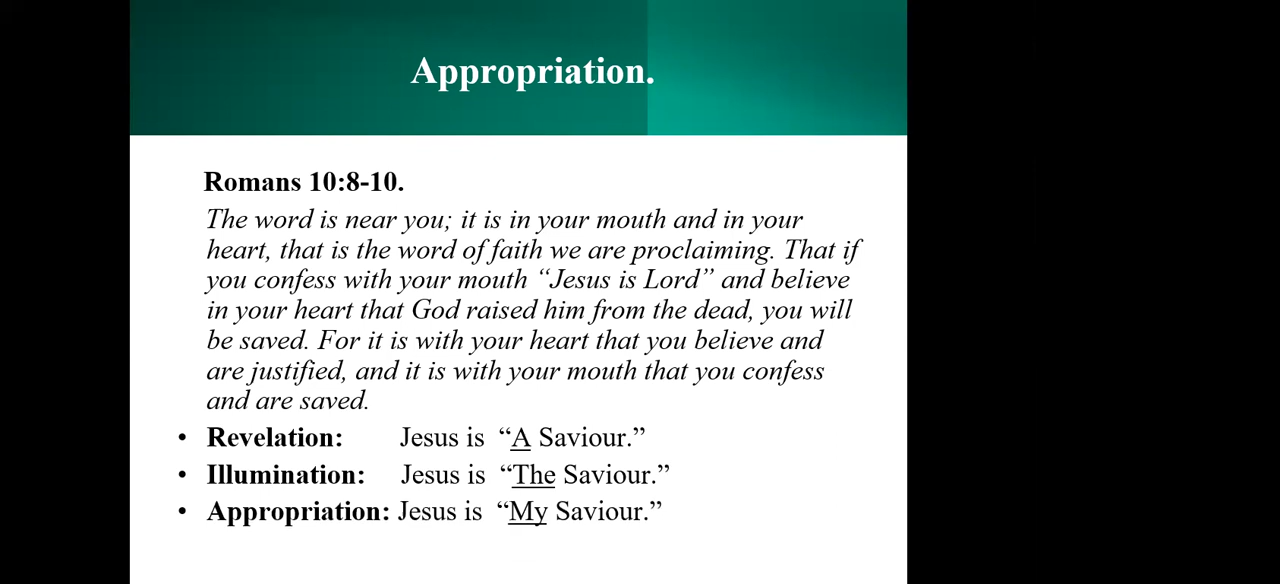 Appropriation.
Romans 10:8-10.
The word is near you; it is in your mouth and in your
heart, that is the word of faith we are proclaiming. That if
you confess with your mouth “Jesus is Lord” and believe
in your heart that God raised him from the dead, you will
be saved. For it is with your heart that you believe and
are justified, and it is with your mouth that you confess
and are saved.
• Revelation: Jesus is “A Saviour.”
• Illumination: Jesus is “The Saviour.”
• Appropriation: Jesus is “My Saviour.”